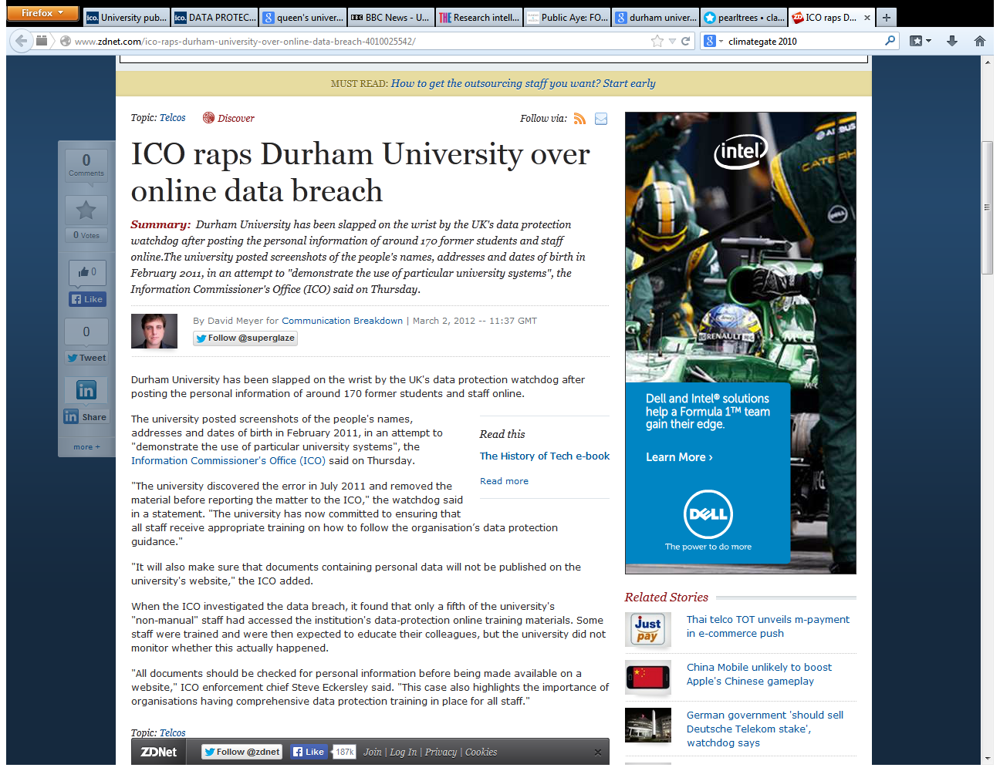 Firefox
University pub...
DATA PROTEC...
queen's univer...
BBC News - U...
Research intell...
Public Aye: FO...
durham univer...
pearltrees • cla...
ICO raps D...
www.zdnet.com/ico-raps-durham-university-over-online-data-breach-4010025542/
climategate 2010
MUST READ: How to get the outsourcing staff you want? Start early
Topic: Telcos
Discover
Follow via:
ICO raps Durham University over
online data breach
Summary: Durham University has been slapped on the wrist by the UK's data protection
watchdog after posting the personal information of around 170 former students and staff
online.The university posted screenshots of the people's names, addresses and dates of birth in
February 2011, in an attempt to "demonstrate the use of particular university systems", the
Information Commissioner's Office (ICO) said on Thursday.
By David Meyer for Communication Breakdown | March 2, 2012 -- 11:37 GMT
Follow @superglaze
0
Comments
0 Votes
0
Like
0
Tweet
in
in Share
more +
Durham University has been slapped on the wrist by the UK's data protection watchdog after
posting the personal information of around 170 former students and staff online.
The university posted screenshots of the people's names,
addresses and dates of birth in February 2011, in an attempt to
"demonstrate the use of particular university systems", the
Information Commissioner's Office (ICO) said on Thursday.
Read this
The History of Tech e-book
Read more
"The university discovered the error in July 2011 and removed the
material before reporting the matter to the ICO," the watchdog said
in a statement. "The university has now committed to ensuring that
all staff receive appropriate training on how to follow the organisation’s data protection
guidance."
"It will also make sure that documents containing personal data will not be published on the
university's website," the ICO added.
When the ICO investigated the data breach, it found that only a fifth of the university's
"non-manual" staff had accessed the institution's data-protection online training materials. Some
staff were trained and were then expected to educate their colleagues, but the university did not
monitor whether this actually happened.
"All documents should be checked for personal information before being made available on a
website," ICO enforcement chief Steve Eckersley said. "This case also highlights the importance of
organisations having comprehensive data protection training in place for all staff."
Topic: Telcos
ZDNet
Follow @zdnet
Like
187k
Join | Log In | Privacy | Cookies
intel
AIRBUS
CATERH
DELL
RENAULT
Dell and Intel® solutions
help a Formula 1™ team
gain their edge.
Learn More ›
DELL
The power to do more
Related Stories
Just
pay
Thai telco TOT unveils m-payment
in e-commerce push
China Mobile unlikely to boost
Apple's Chinese gameplay
German government 'should sell
Deutsche Telekom stake',
watchdog says